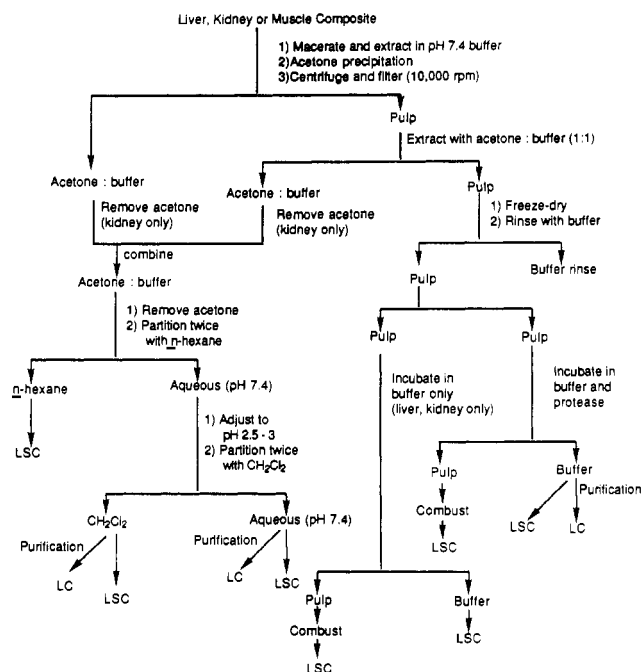 Liver, Kidney or Muscle Composite
1) Macerate and extract in pH 7.4 buffer
2)Acetone precipitation
3)Centrifuge and filter (10,000 rpm)
Pulp
Extract with acetone : buffer (1:1)
Acetone : buffer
Remove acetone
(kidney only)
Acetone : buffer
Remove acetone
(kidney only)
Pulp
1) Freeze-dry
2) Rinse with buffer
combine
Acetone : buffer
Pulp
Buffer rinse
1) Remove acetone
2) Partition twice
with n-hexane
Pulp
Pulp
n-hexane
Aqueous (pH 7.4)
Incubate in
buffer only
(liver, kidney only)
Incubate in
buffer and
protease
LSC
1) Adjust to
pH 2.5 - 3
2) Partition twice
with CH2Cl2
Pulp
Buffer
Purification
Combust
LSC
LC
LSC
CH2Cl2
Aqueous (pH 7.4)
Purification
Purification
LC
LSC
LC
LSC
Pulp
Buffer
Combust
LSC
LSC